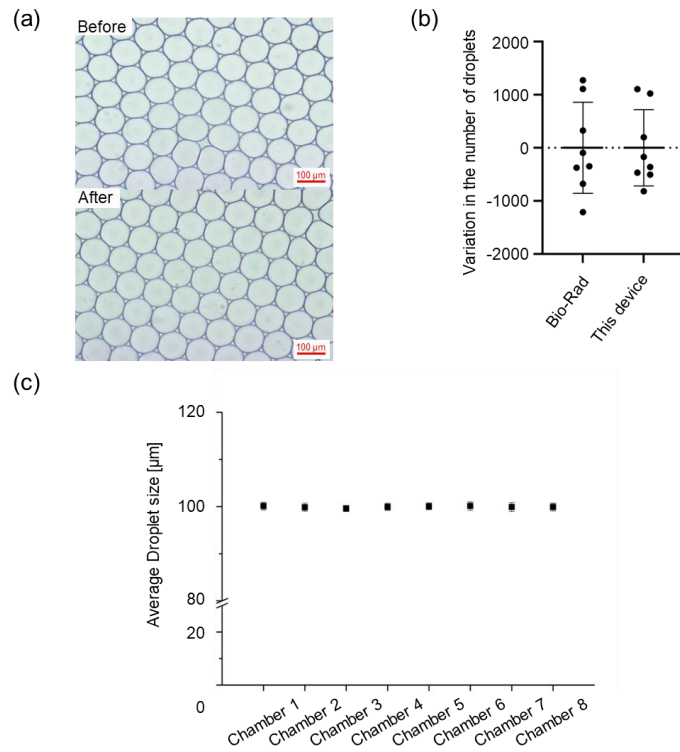 (a)
Before
100 µm
After
100 µm
(b)
Variation in the number of droplets
2000
1000
0
-1000
-2000
Bio-Rad
This device
(c)
Average Droplet size [µm]
120
100
80
20
0
Chamber 1
Chamber 2
Chamber 3
Chamber 4
Chamber 5
Chamber 6
Chamber 7
Chamber 8